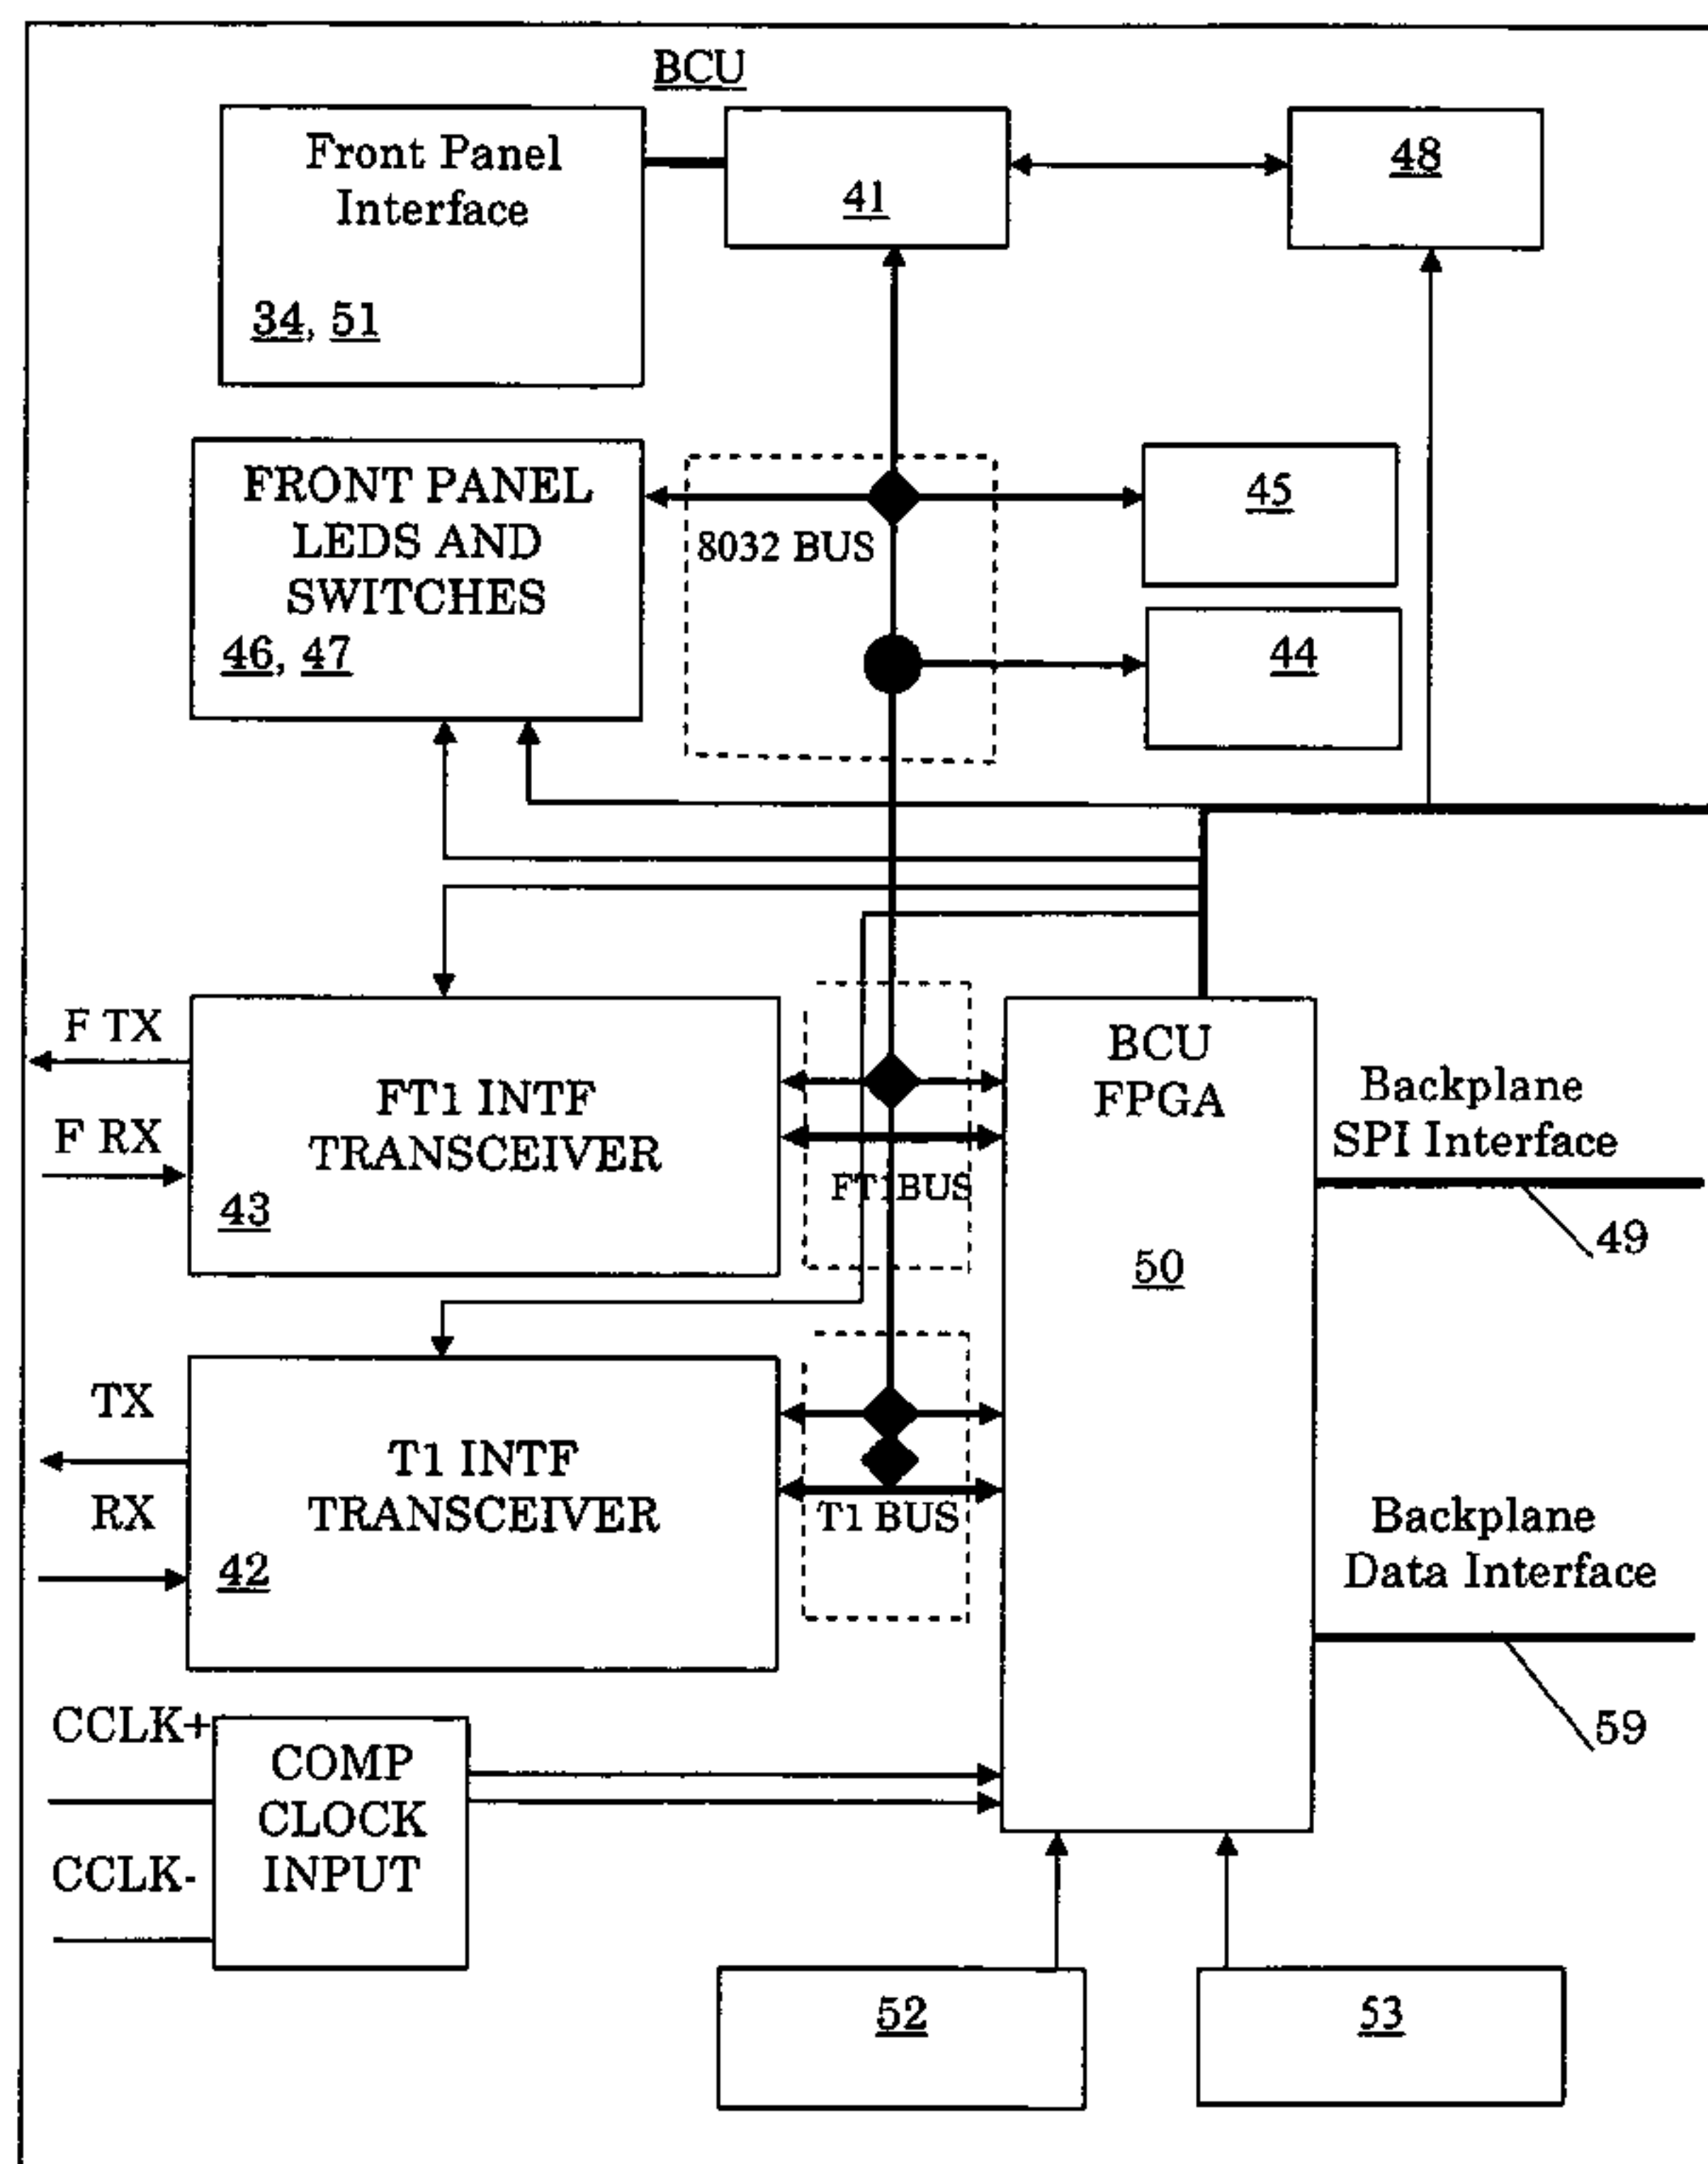 BCU
Front Panel
Interface
34, 51
41
48
FRONT PANEL
LEDS AND
SWITCHES
46, 47
8032 BUS
45
44
F TX
F RX
FT1 INTF
TRANSCEIVER
43
FT1BUS
BCU
FPGA
50
Backplane
SPI Interface
49
TX
RX
T1 INTF
TRANSCEIVER
42
T1 BUS
Backplane
Data Interface
59
CCLK+
CCLK-
COMP
CLOCK
INPUT
52
53